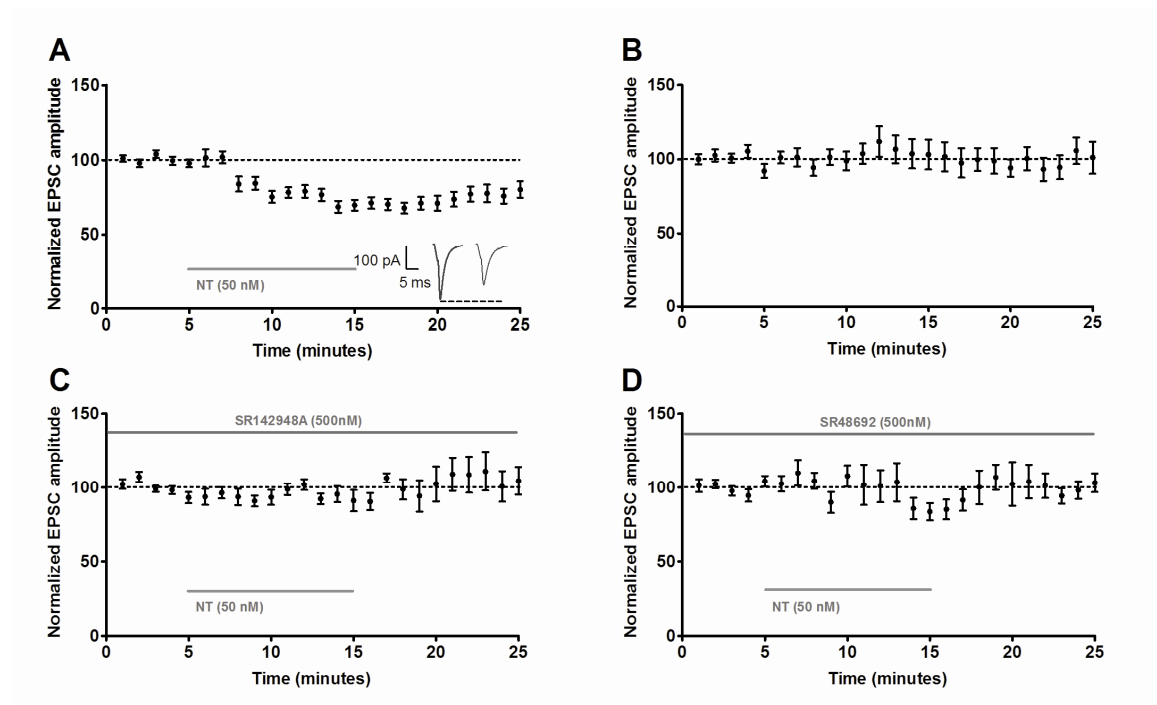 A
Normalized EPSC amplitude
150
100
50
0
NT (50 nM)
100 pA
5 ms
0 5 10 15 20 25
Time (minutes)
B
Normalized EPSC amplitude
150
100
50
0
0 5 10 15 20 25
Time (minutes)
C
Normalized EPSC amplitude
150
100
50
0
SR142948A (500nM)
NT (50 nM)
0 5 10 15 20 25
Time (minutes)
D
Normalized EPSC amplitude
150
100
50
0
SR48692 (500nM)
NT (50 nM)
0 5 10 15 20 25
Time (minutes)